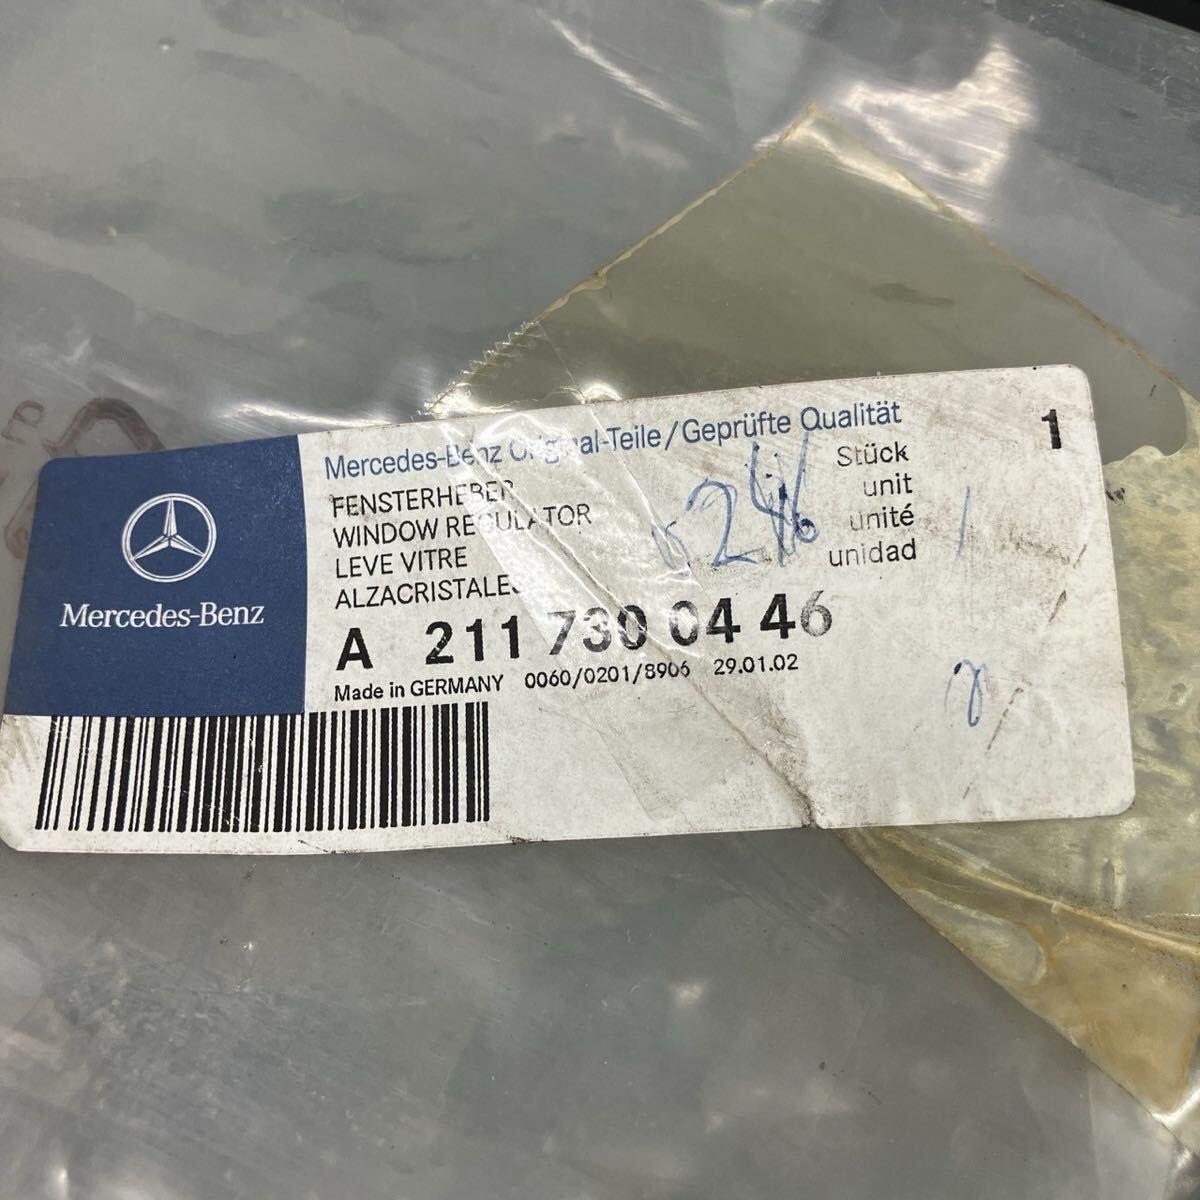 Mercedes-Benz Original-Teile/Geprüfte Qualität
FENSTERHEBER
WINDOW REGULATOR
LEVE VITRE
ALZACRISTALES
Stück
unit
unité
unidad
1
A 211 730 04 46
Made in GERMANY 0060/0201/8906 29.01.02
Mercedes-Benz